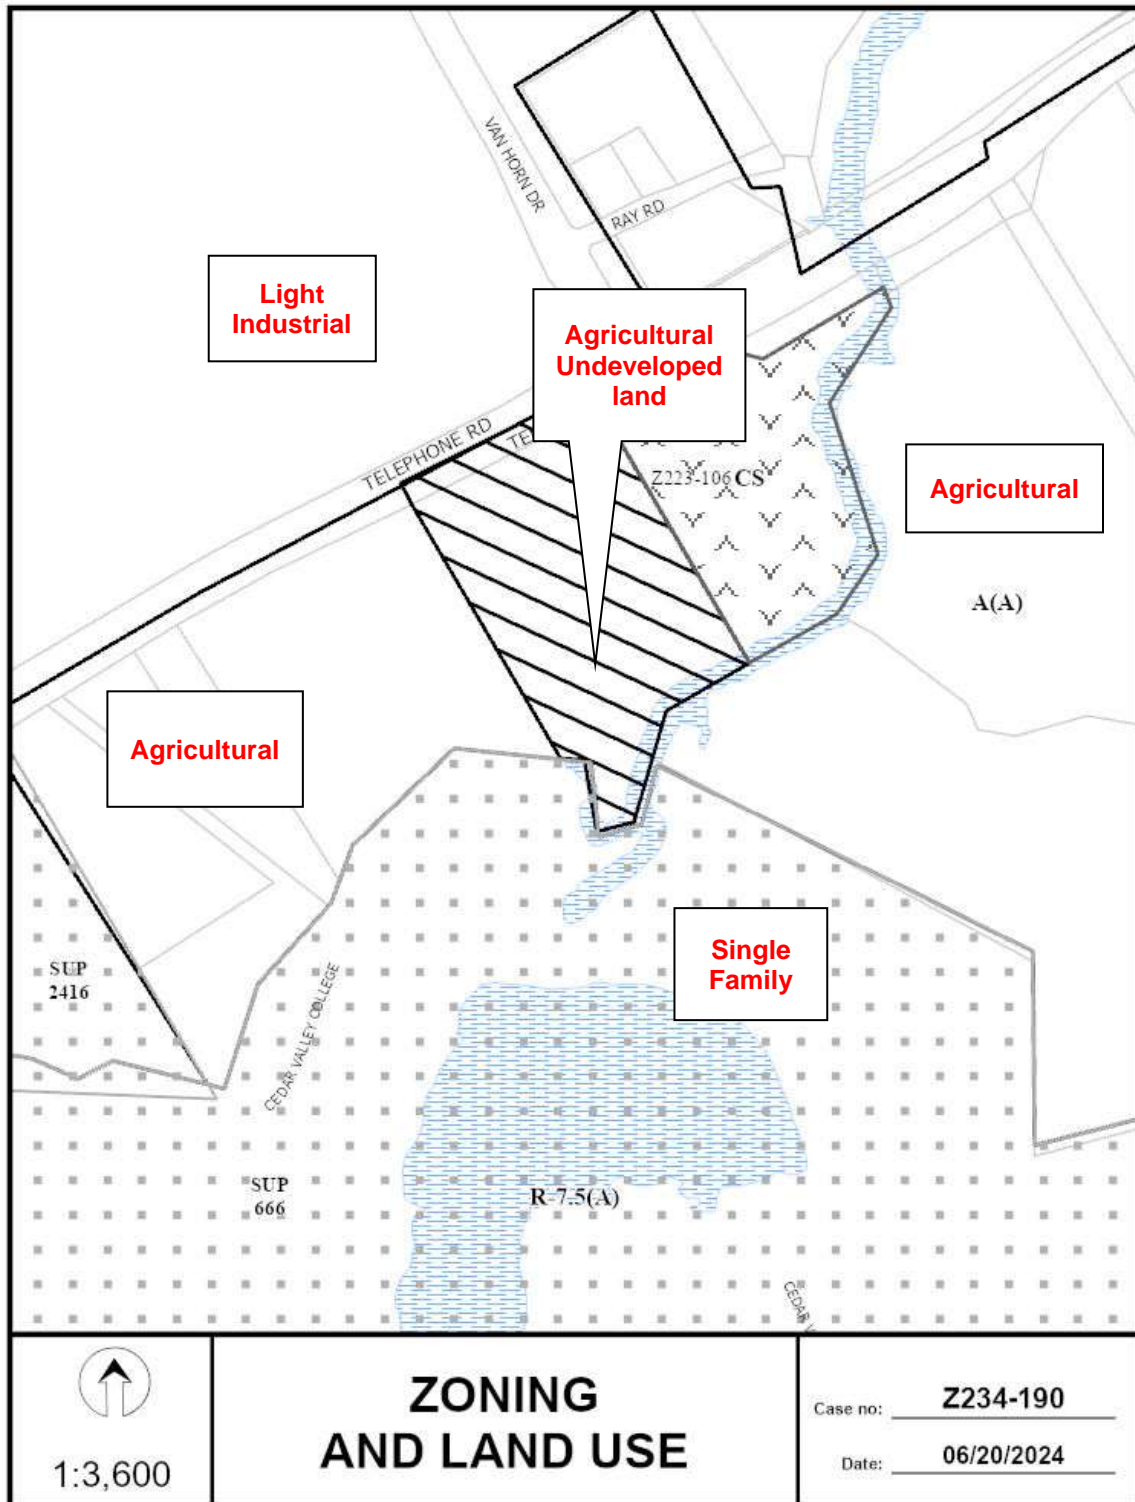 VAN HORN DR
RAY RD
Light
Industrial
Agricultural
Undeveloped
land
TELEPHONE RD
TE
Z223-106 CS
Agricultural
A(A)
Agricultural
Single
Family
SUP
2416
CEDAR VALLEY COLLEGE
SUP
666
R-7.5(A)
CEDAR V
1:3,600
ZONING
AND LAND USE
Case no: Z234-190
Date: 06/20/2024